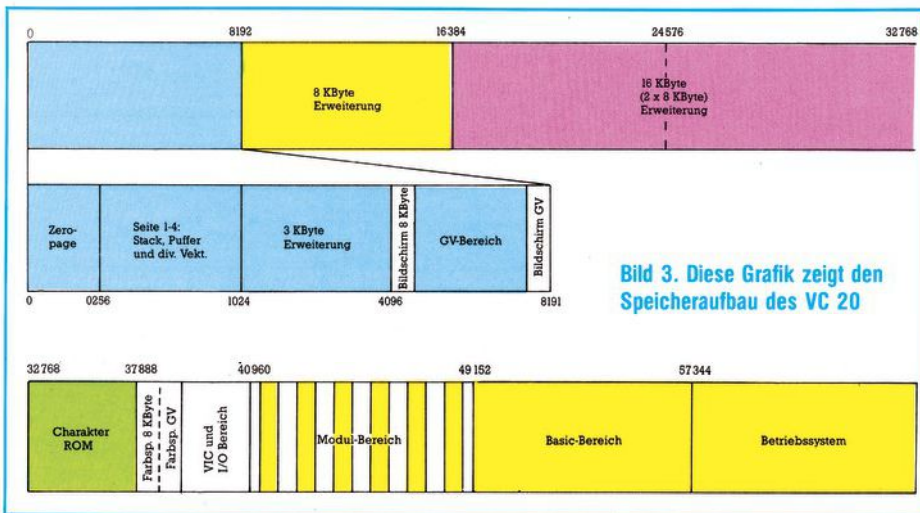 0 8192 16384 24576 32768
8 KByte
Erweiterung
16 KByte
(2 x 8 KByte)
Erweiterung
Zero-
page
Seite 1-4:
Stack, Puffer
und div. Vekt.
3 KByte
Erweiterung
Bildschirm 8 KByte
GV-Bereich
Bildschirm GV
0 0256 1024 4096 8191
Bild 3. Diese Grafik zeigt den
Speicheraufbau des VC 20
32768 37888 40960 49152 57344
Charakter
ROM
Farbsp. 8 KByte
Farbsp. GV
VIC und
I/O Bereich
Modul-Bereich
Basic-Bereich
Betriebssystem